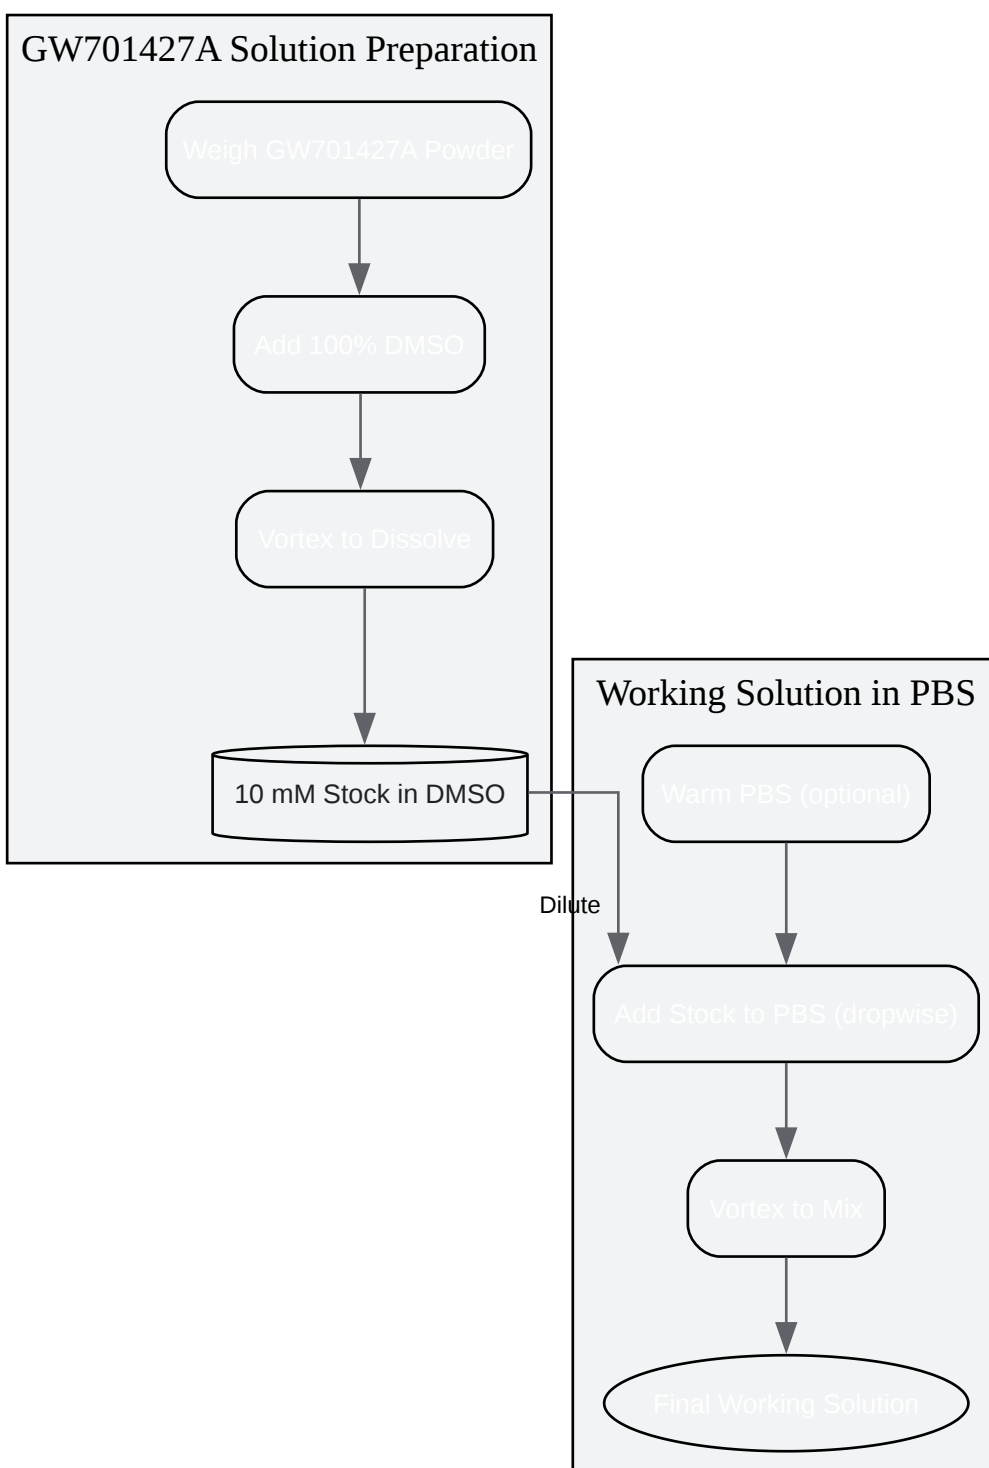 GW701427A Solution Preparation
Weigh GW701427A Powder
Add 100% DMSO
Vortex to Dissolve
10 mM Stock in DMSO
Dilute
Working Solution in PBS
Warm PBS (optional)
Add Stock to PBS (dropwise)
Vortex to Mix
Final Working Solution